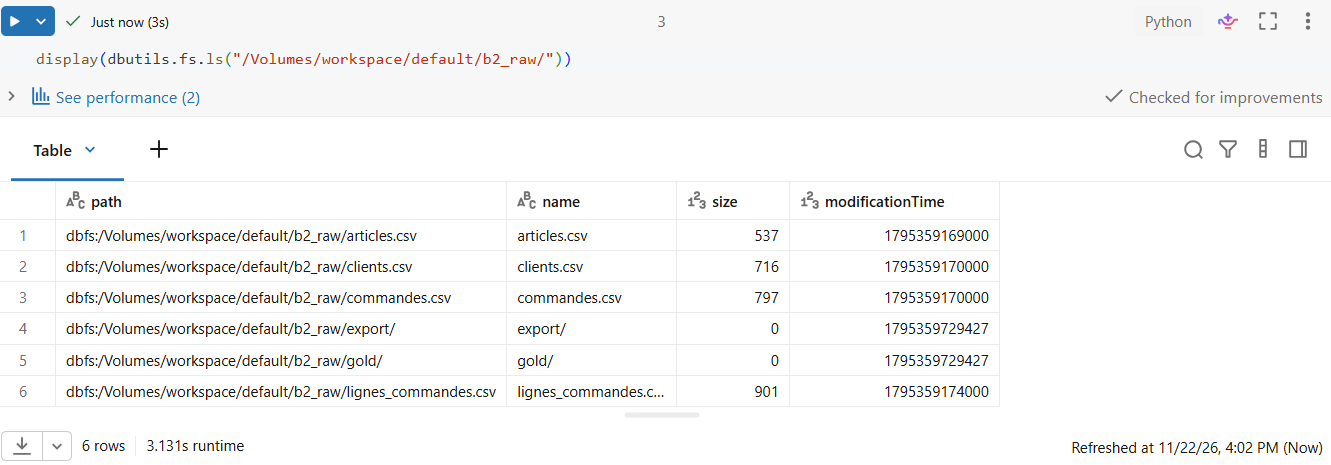 Just now (3s)
3
Python
display(dbutils.fs.ls("/Volumes/workspace/default/b2_raw/"))
See performance (2)
Checked for improvements
Table
path name size modificationTime
1 dbfs:/Volumes/workspace/default/b2_raw/articles.csv articles.csv 537 1795359169000
2 dbfs:/Volumes/workspace/default/b2_raw/clients.csv clients.csv 716 1795359170000
3 dbfs:/Volumes/workspace/default/b2_raw/commandes.csv commandes.csv 797 1795359170000
4 dbfs:/Volumes/workspace/default/b2_raw/export/ export/ 0 1795359729427
5 dbfs:/Volumes/workspace/default/b2_raw/gold/ gold/ 0 1795359729427
6 dbfs:/Volumes/workspace/default/b2_raw/lignes_commandes.csv lignes_commandes.c... 901 1795359174000
6 rows
3.131s runtime
Refreshed at 11/22/26, 4:02 PM (Now)